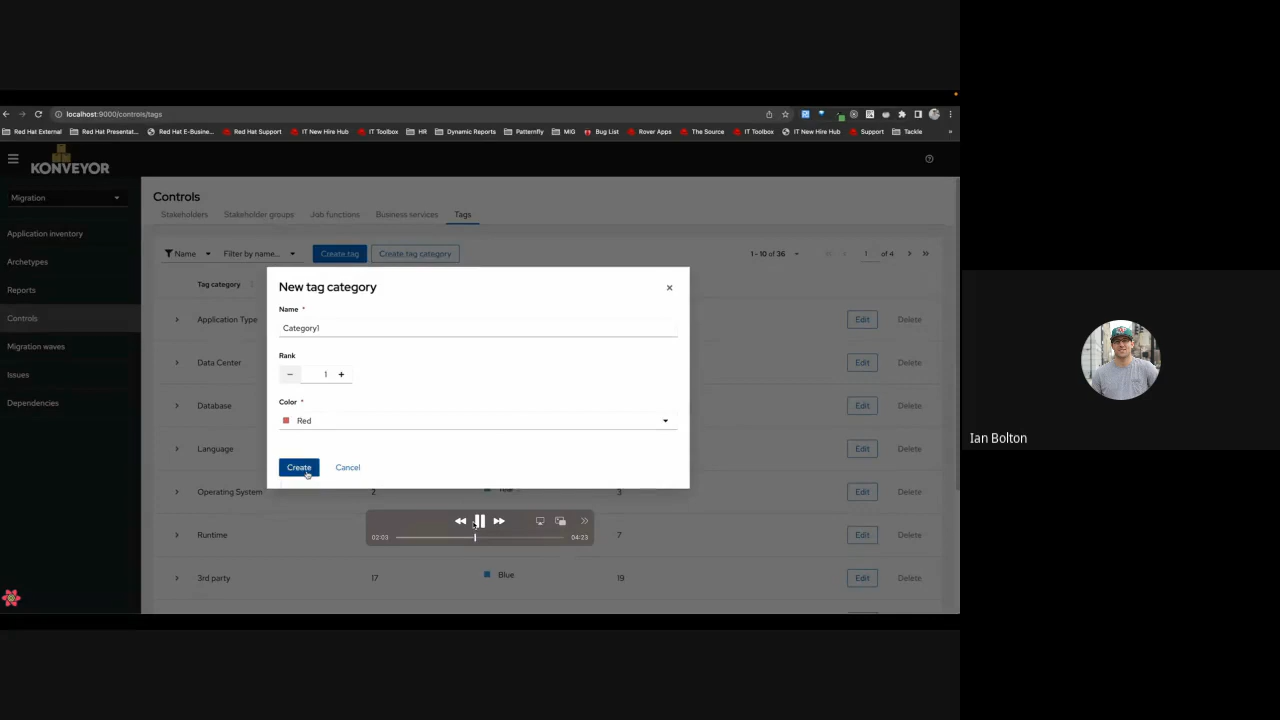 localhost:9000/controls/tags
Red Hat External Red Hat Presentat... Red Hat E-Busine... Red Hat Support IT New Hire Hub IT Toolbox HR Dynamic Reports Patternfly MIG Bug List Rover Apps The Source IT Toolbox IT New Hire Hub Support Tackle »
KONVEYOR
Migration
Application inventory
Archetypes
Reports
Controls
Migration waves
Issues
Dependencies
Controls
Stakeholders Stakeholder groups Job functions Business services Tags
Name Filter by name... Create tag Create tag category 1 - 10 of 36 1 of 4
Tag category
Application Type Edit Delete
Data Center Edit Delete
Database Edit Delete
Language Edit Delete
Operating System 2 3 Edit Delete
Runtime 7 Edit Delete
3rd party 17 Blue 19 Edit Delete
New tag category
Name *
Category1
Rank
1
Color *
Red
Create Cancel
04:23
Ian Bolton